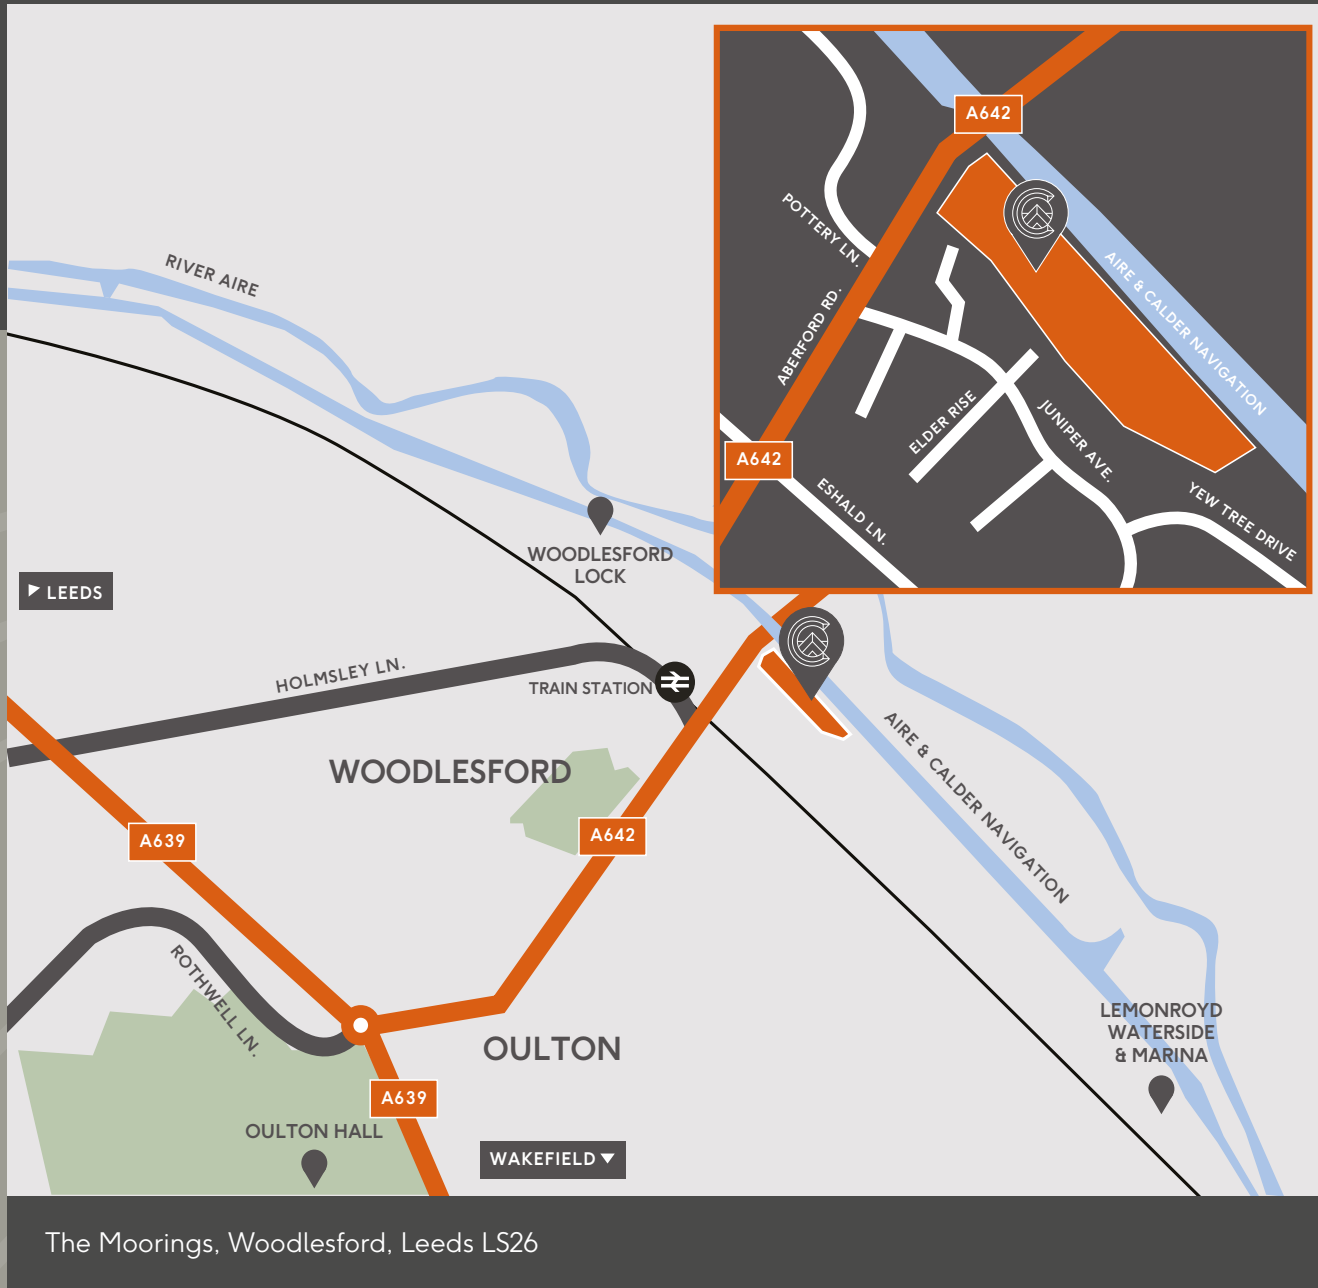 A642
POTTERY LN.
AIRE & CALDER NAVIGATION
ABERFORD RD.
ELDER RISE
JUNIPER AVE.
A642
ESHALD LN.
YEW TREE DRIVE
RIVER AIRE
WOODLESFORD
LOCK
LEEDS
HOLMSLEY LN.
TRAIN STATION
WOODLESFORD
AIRE & CALDER NAVIGATION
A639
A642
ROTHWELL LN.
LEMONROYD
WATERSIDE
& MARINA
OULTON
A639
OULTON HALL
WAKEFIELD
The Moorings, Woodlesford, Leeds LS26